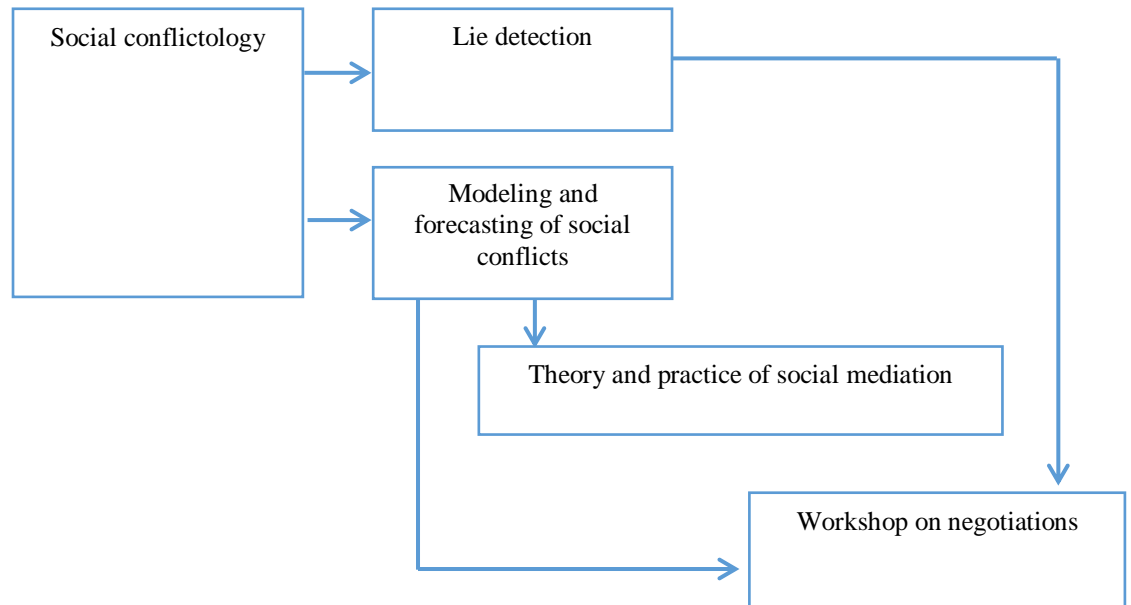 Social conflictology
Lie detection
Modeling and
forecasting of social
conflicts
Theory and practice of social mediation
Workshop on negotiations